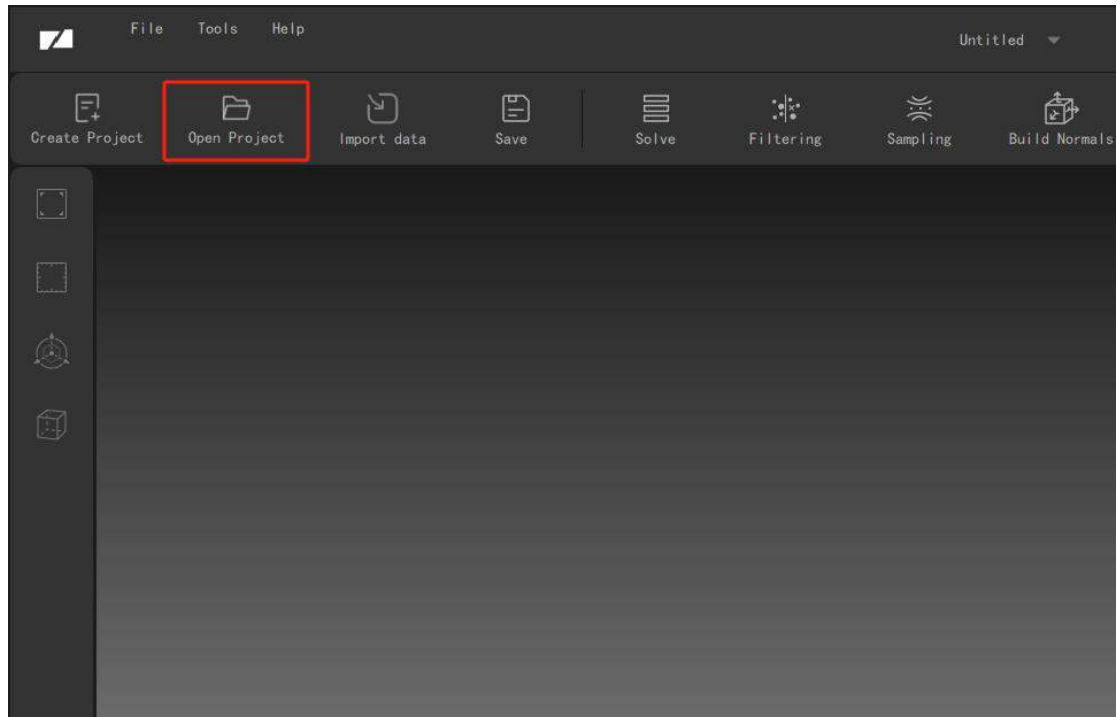 File Tools Help
Untitled
Create Project Open Project Import data Save Solve Filtering Sampling Build Normals